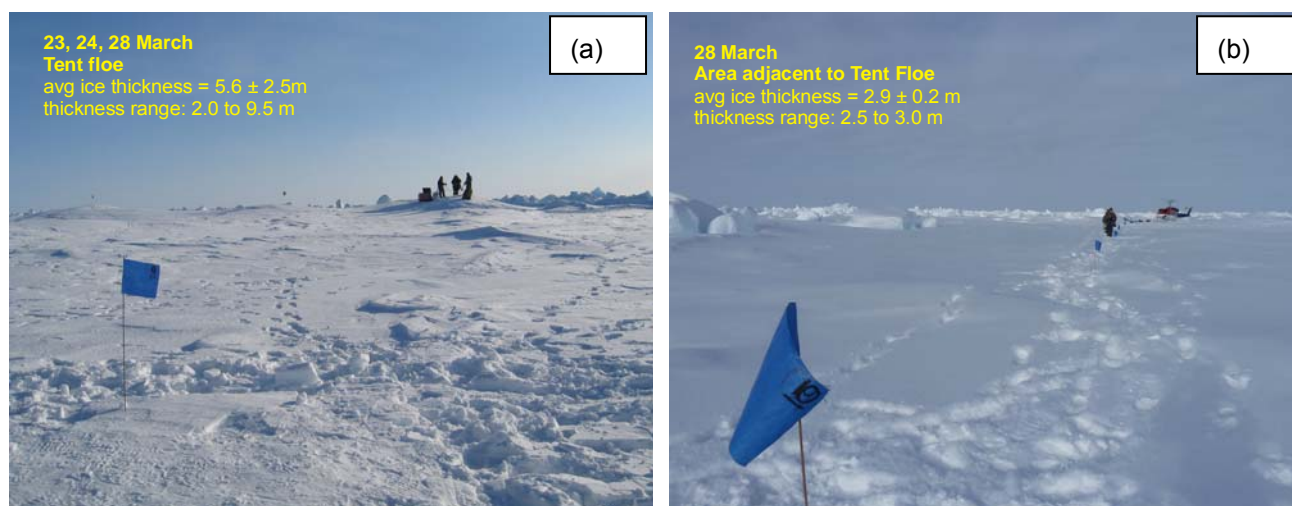 23, 24, 28 March
Tent floe
avg ice thickness = 5.6 ± 2.5m
thickness range: 2.0 to 9.5 m
(a)
28 March
Area adjacent to Tent Floe
avg ice thickness = 2.9 ± 0.2 m
thickness range: 2.5 to 3.0 m
(b)